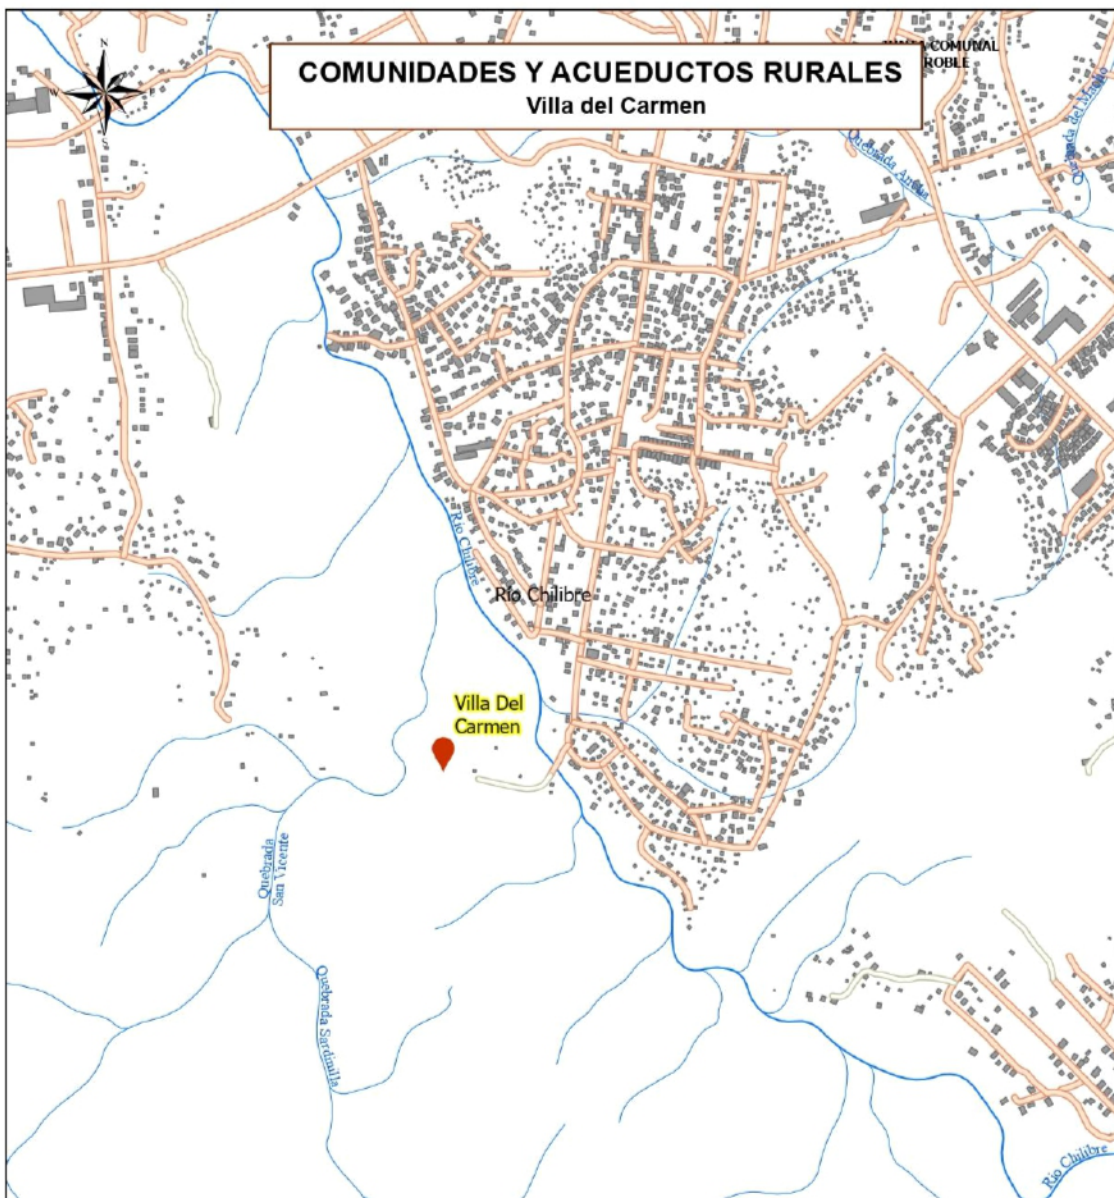 COMUNIDADES Y ACUEDUCTOS RURALES
Villa del Carmen
COMUNAL
ROBLE
N
W
S
Quebrada
Río Chilibre
Río Chilibre
Villa Del
Carmen
Quebrada
San Vicente
Quebrada Sardinilla
Río Chilibre